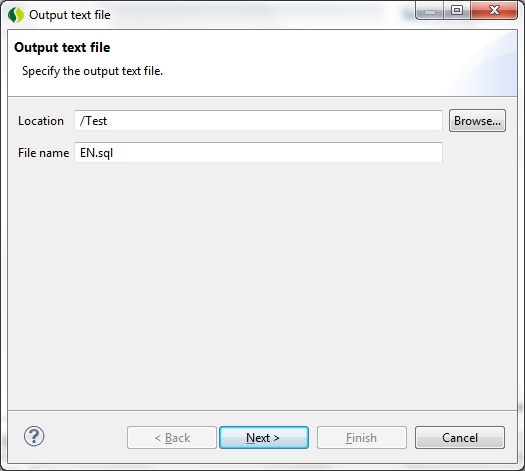 Output text file
Output text file
Specify the output text file.
Location /Test Browse...
File name EN.sql
? < Back Next > Finish Cancel